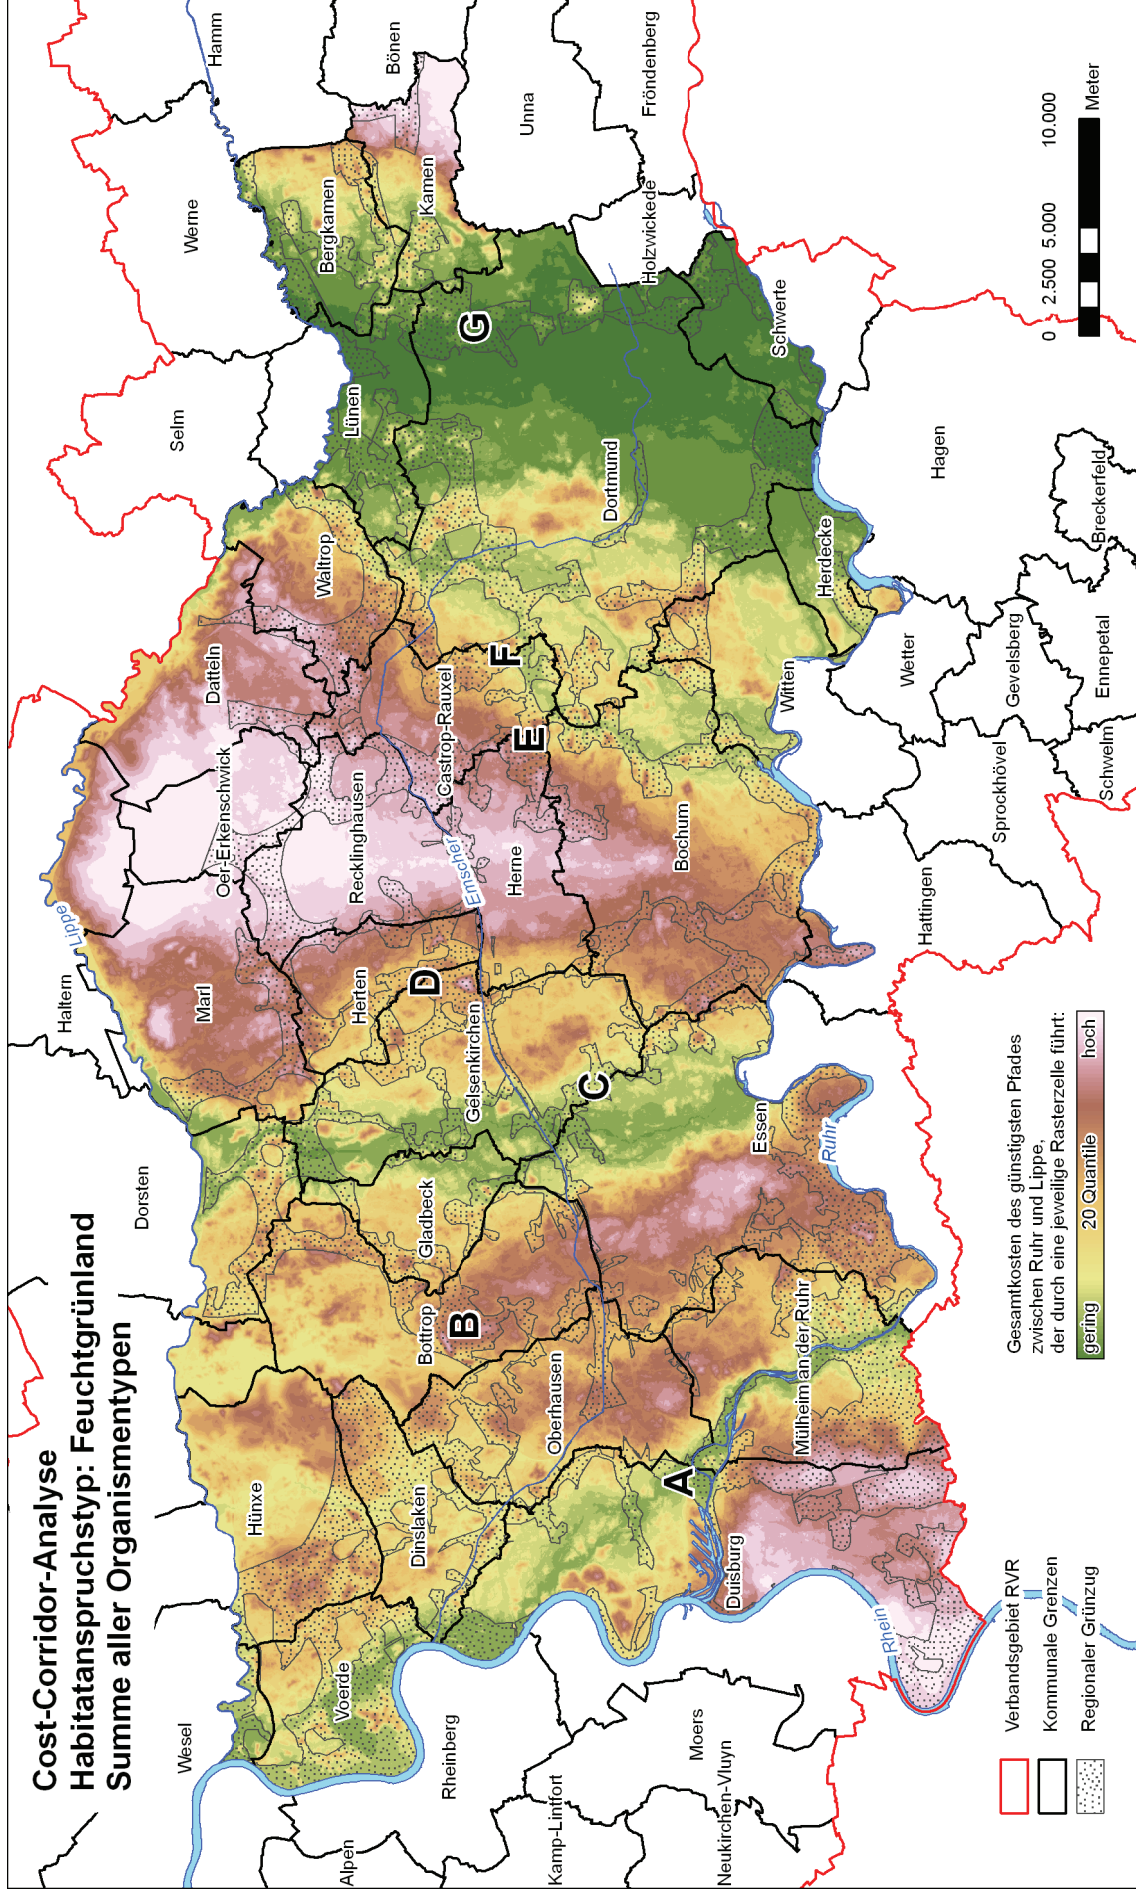 Cost-Corridor-Analyse
Habitatanspruchstyp: Feuchtgrünland
Summe aller Organismentypen
Wesel
Hünxe
Voerde
Dinslaken
Rheinberg
Alpen
Kamp-Lintfort
Moers
Neukirchen-Vluyn
Duisburg
Rhein
Oberhausen
Mülheim an der Ruhr
Bottrop
Gladbeck
Dorsten
Essen
Ruhr
Gelsenkirchen
Herten
Marl
Haltern
Lippe
Oer-Erkenschwick
Recklinghausen
Emscher
Herne
Bochum
Hattingen
Sprockhövel
Castrop-Rauxel
Datteln
Waltrop
Witten
Wetter
Gevelsberg
Schwelm
Ennepetal
Breckerfeld
Herdecke
Hagen
Dortmund
Lünen
Selm
Werne
Bergkamen
Kamen
Hamm
Bönen
Unna
Fröndenberg
Holzwickede
Schwerte
A
B
C
D
E
F
G
Verbandsgebiet RVR
Kommunale Grenzen
Regionaler Grünzug
Gesamtkosten des günstigsten Pfades
zwischen Ruhr und Lippe,
der durch eine jeweilige Rasterzelle führt:
gering 20 Quantile hoch
0 2.500 5.000 10.000
Meter